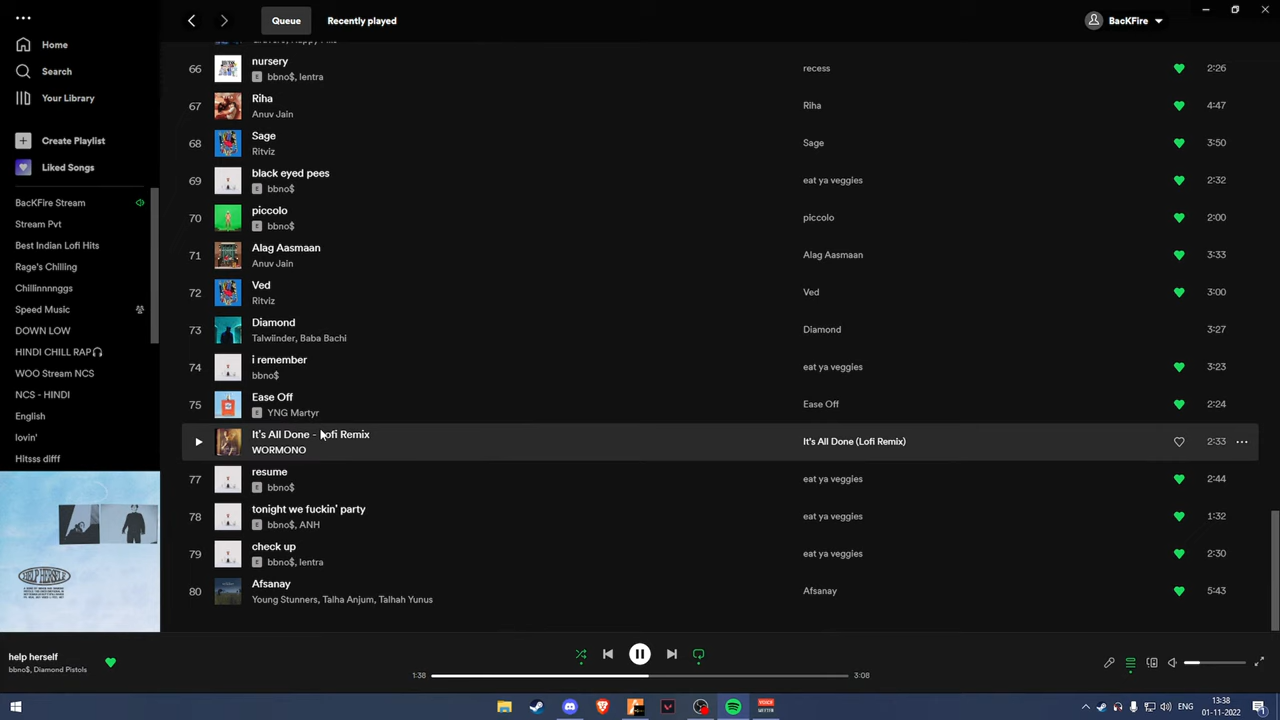 Queue
Recently played
BacKFire
Home
Search
Your Library
Create Playlist
Liked Songs
BacKFire Stream
Stream Pvt
Best Indian Lofi Hits
Rage's Chilling
Chillinnnnggs
Speed Music
DOWN LOW
HINDI CHILL RAP🎧
WOO Stream NCS
NCS - HINDI
English
lovin'
Hitsss difff
HELP HERSELF
66 nursery recess 2:26
E bbno$, lentra
67 Riha Riha 4:47
Anuv Jain
68 Sage Sage 3:50
Ritviz
69 black eyed pees eat ya veggies 2:32
E bbno$
70 piccolo piccolo 2:00
E bbno$
71 Alag Aasmaan Alag Aasmaan 3:33
Anuv Jain
72 Ved Ved 3:00
Ritviz
73 Diamond Diamond 3:27
Talwiinder, Baba Bachi
74 i remember eat ya veggies 3:23
bbno$
75 Ease Off Ease Off 2:24
E YNG Martyr
It's All Done - Lofi Remix It's All Done (Lofi Remix) 2:33
WORMONO
77 resume eat ya veggies 2:44
E bbno$
78 tonight we fuckin' party eat ya veggies 1:32
E bbno$, ANH
79 check up eat ya veggies 2:30
E bbno$, lentra
80 Afsanay Afsanay 5:43
Young Stunners, Talha Anjum, Talhah Yunus
help herself
bbno$, Diamond Pistols
1:38 3:08
ENG
13:38
01-11-2022